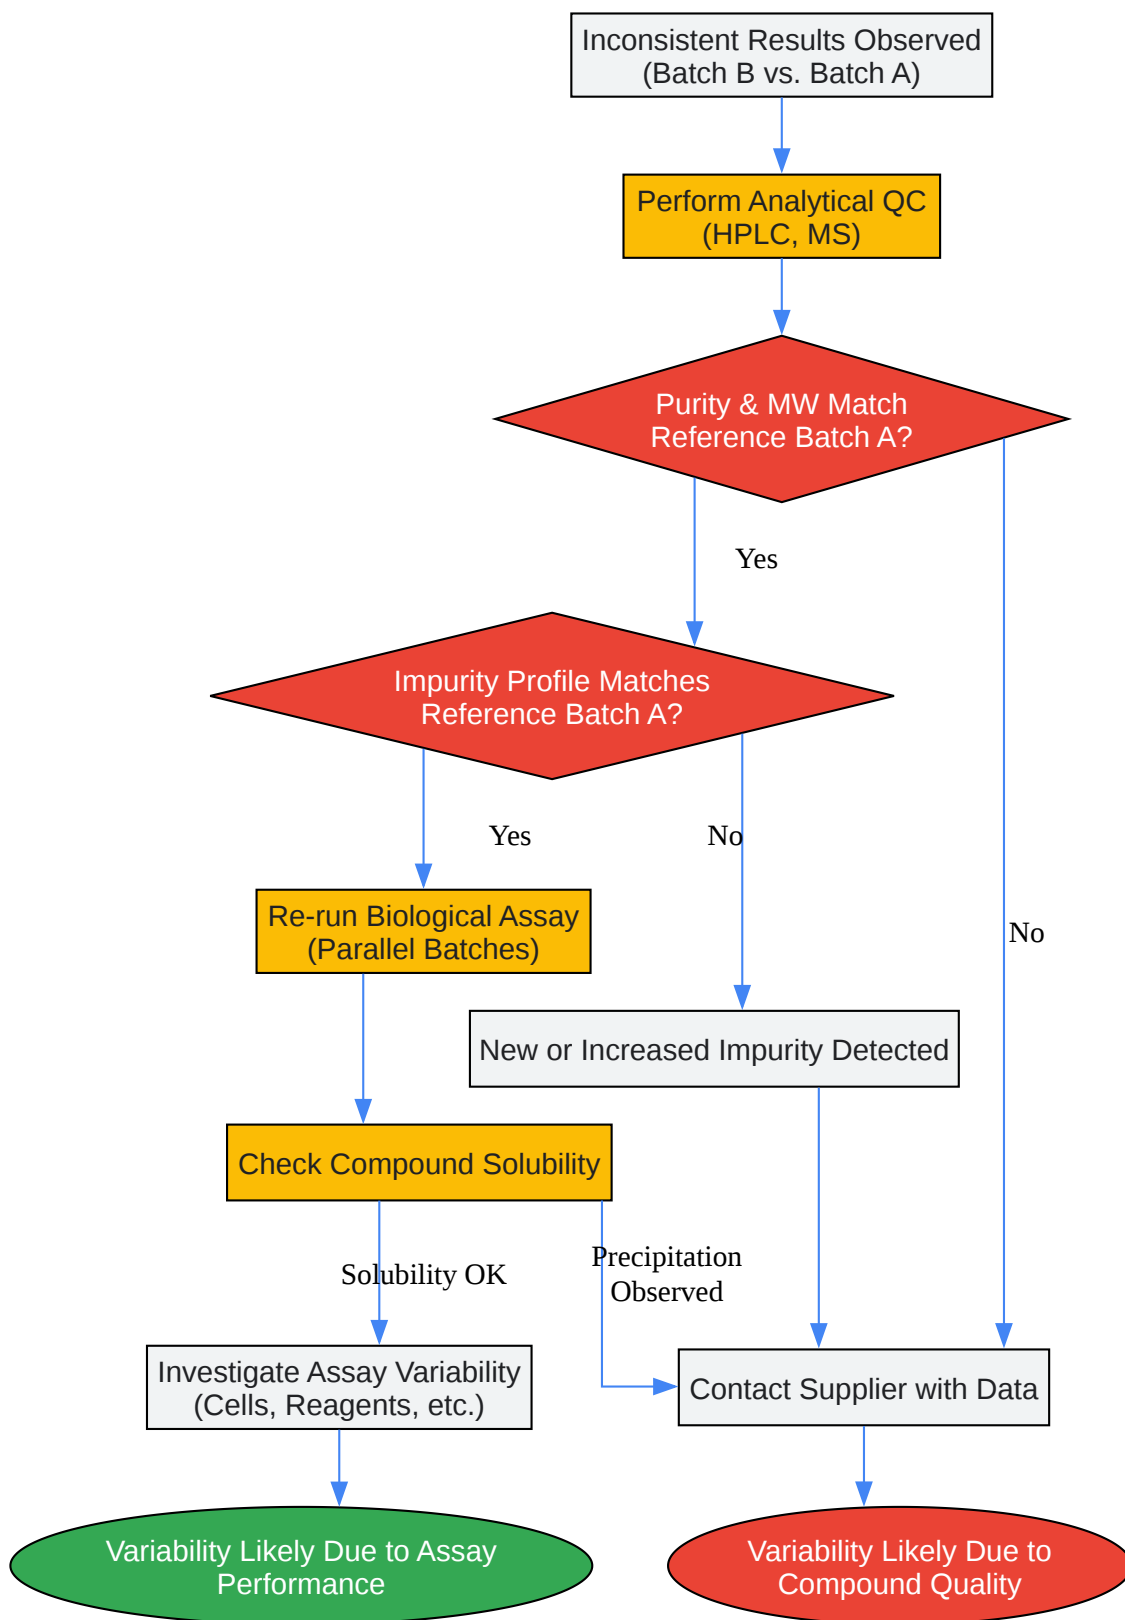 Inconsistent Results Observed
(Batch B vs. Batch A)
Perform Analytical QC
(HPLC, MS)
Purity & MW Match
Reference Batch A?
Yes
Impurity Profile Matches
Reference Batch A?
Yes
No
Re-run Biological Assay
(Parallel Batches)
No
New or Increased Impurity Detected
Check Compound Solubility
Solubility OK
Precipitation
Observed
Investigate Assay Variability
(Cells, Reagents, etc.)
Contact Supplier with Data
Variability Likely Due to Assay
Performance
Variability Likely Due to
Compound Quality